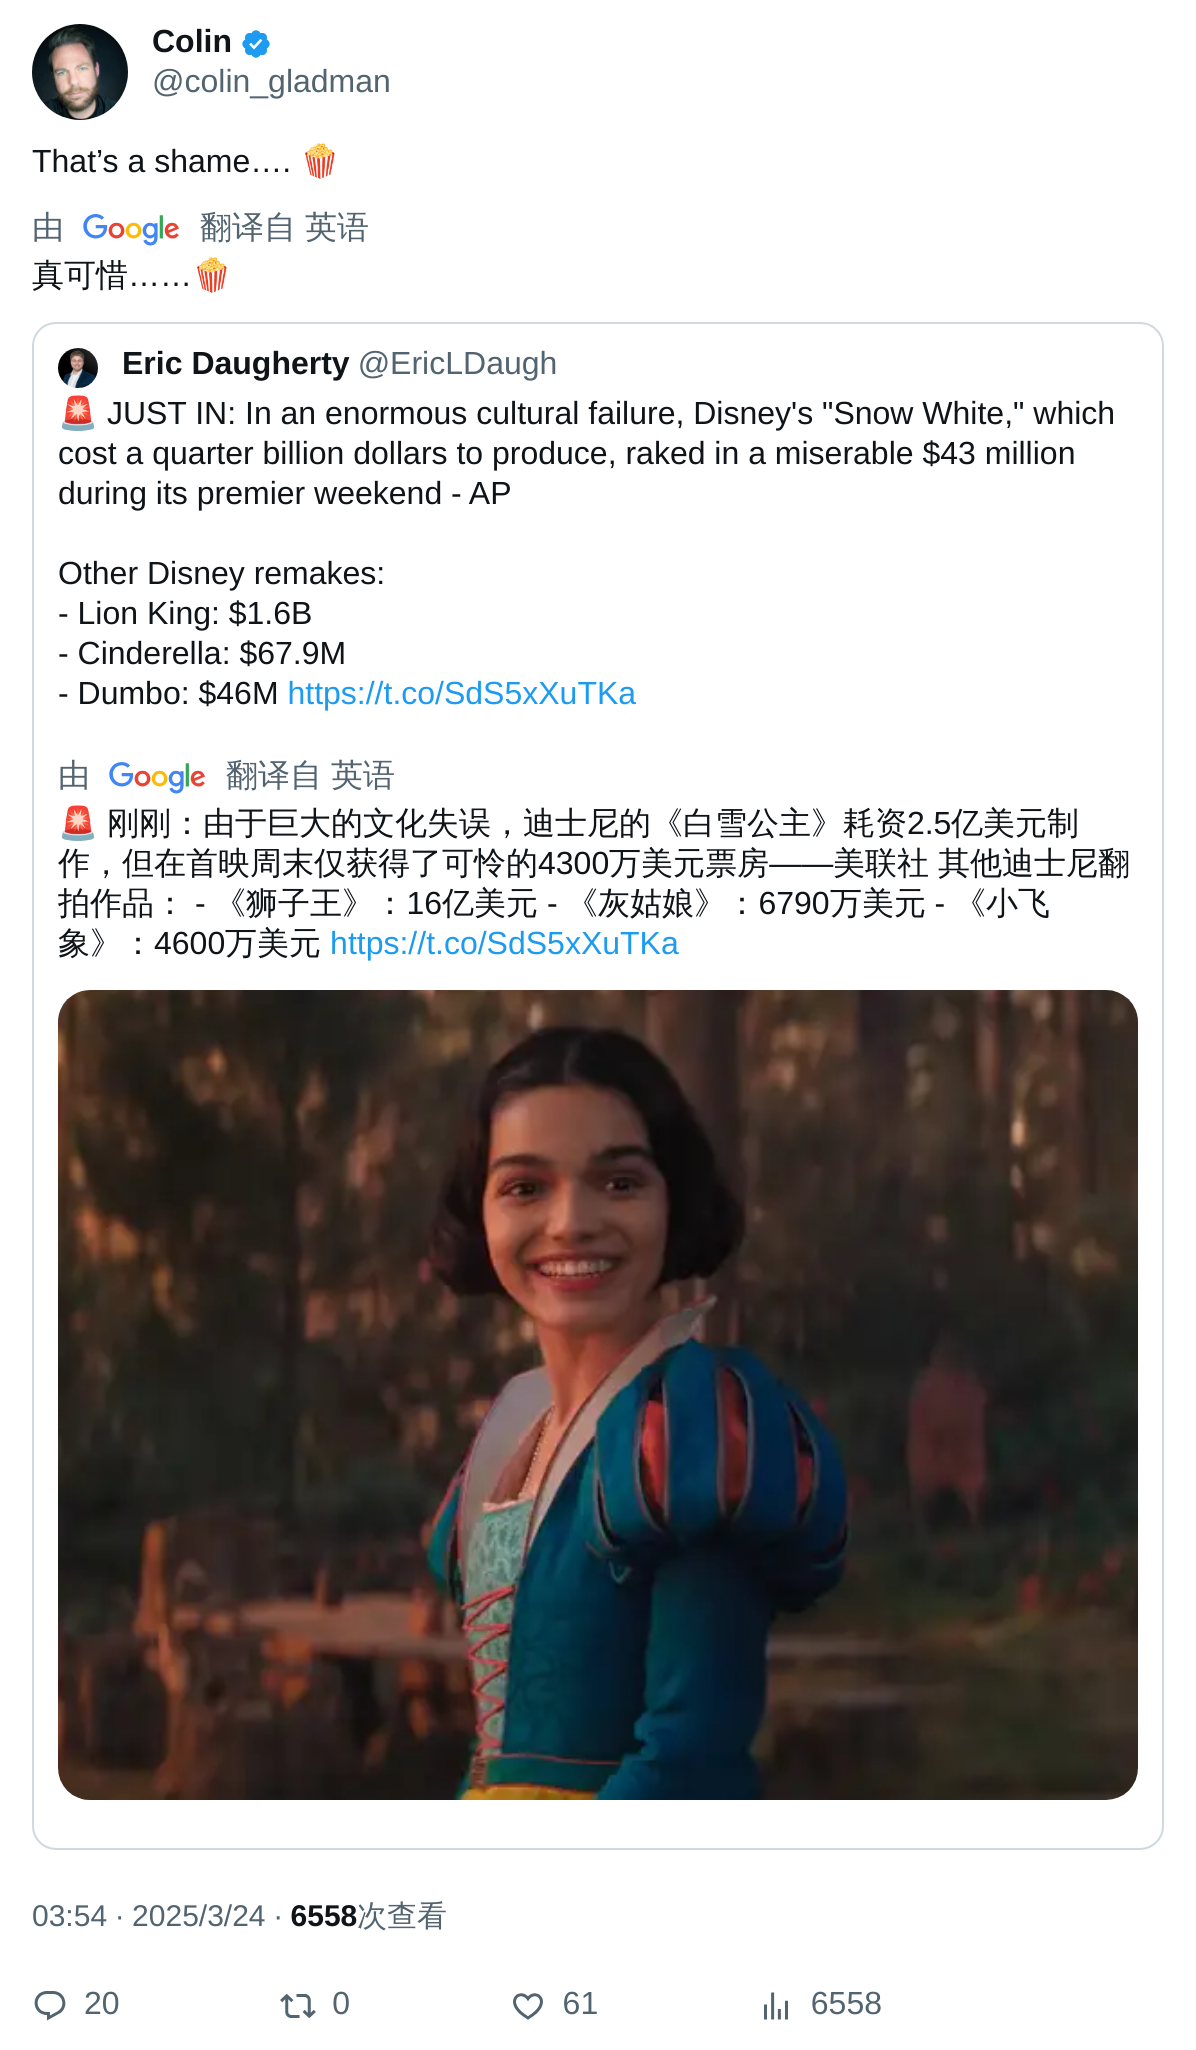 Colin
@colin_gladman
That’s a shame…. 🍿
由 Google 翻译自 英语
真可惜……🍿
Eric Daugherty @EricLDaugh
🚨 JUST IN: In an enormous cultural failure, Disney's "Snow White," which
cost a quarter billion dollars to produce, raked in a miserable $43 million
during its premier weekend - AP
Other Disney remakes:
- Lion King: $1.6B
- Cinderella: $67.9M
- Dumbo: $46M https://t.co/SdS5xXuTKa
由 Google 翻译自 英语
🚨 刚刚：由于巨大的文化失误，迪士尼的《白雪公主》耗资2.5亿美元制
作，但在首映周末仅获得了可怜的4300万美元票房——美联社 其他迪士尼翻
拍作品： - 《狮子王》：16亿美元 - 《灰姑娘》：6790万美元 - 《小飞
象》：4600万美元 https://t.co/SdS5xXuTKa
03:54 · 2025/3/24 · 6558次查看
20 0 61 6558